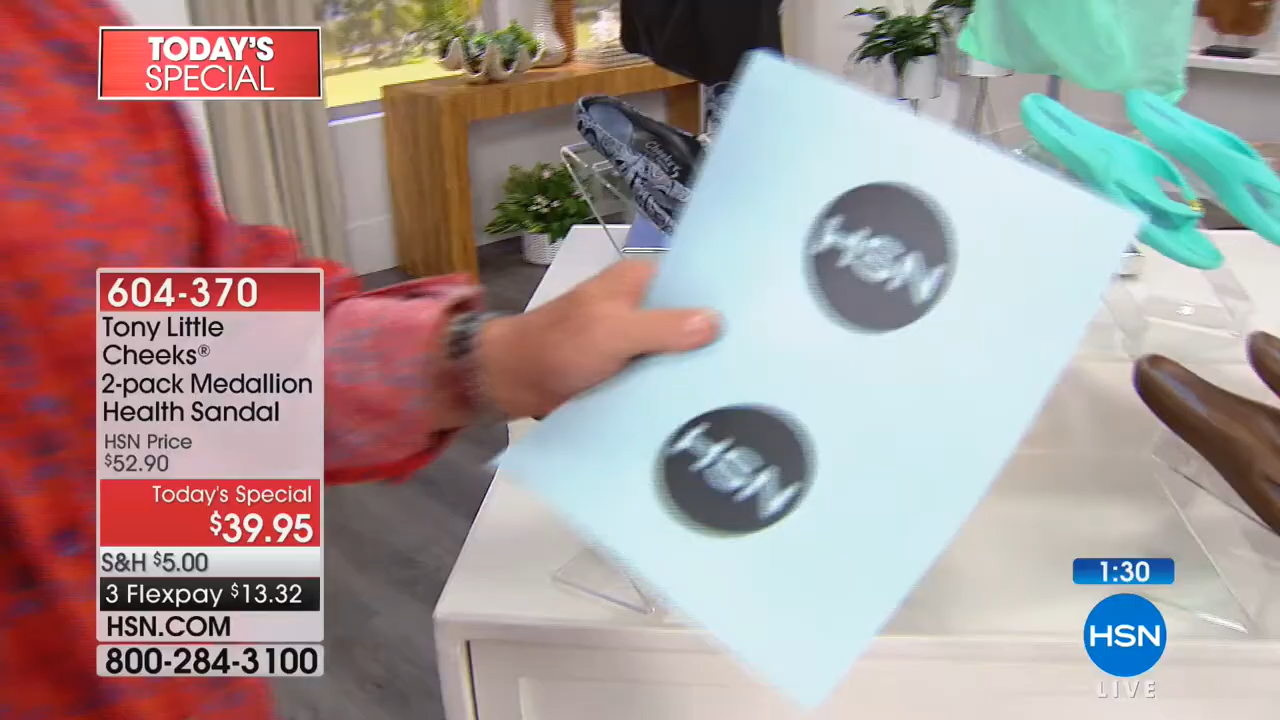 TODAY'S
SPECIAL
604-370
Tony Little
Cheeks®
2-pack Medallion
Health Sandal
HSN Price
$52.90
Today's Special
$39.95
S&H $5.00
3 Flexpay $13.32
HSN.COM
800-284-3100
HSN
HSN
1:30
HSN
LIVE